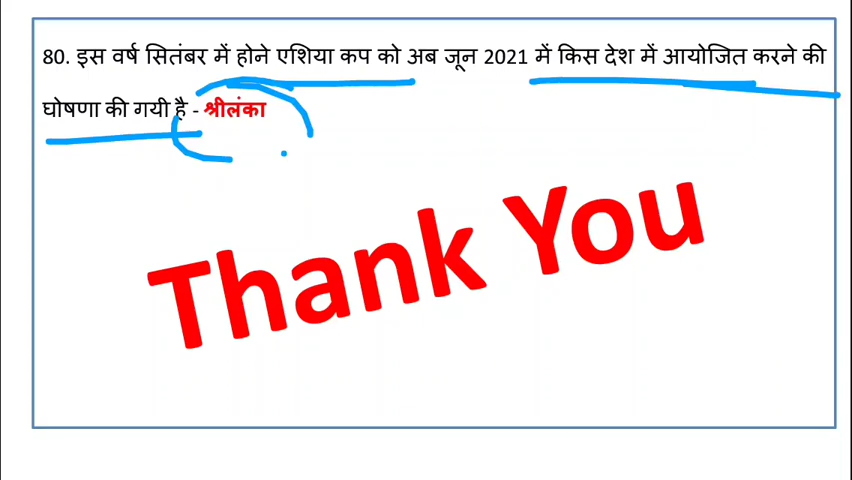 80. इस वर्ष सितंबर में होने एशिया कप को अब जून 2021 में किस देश में आयोजित करने की
घोषणा की गयी है - श्रीलंका
Thank You